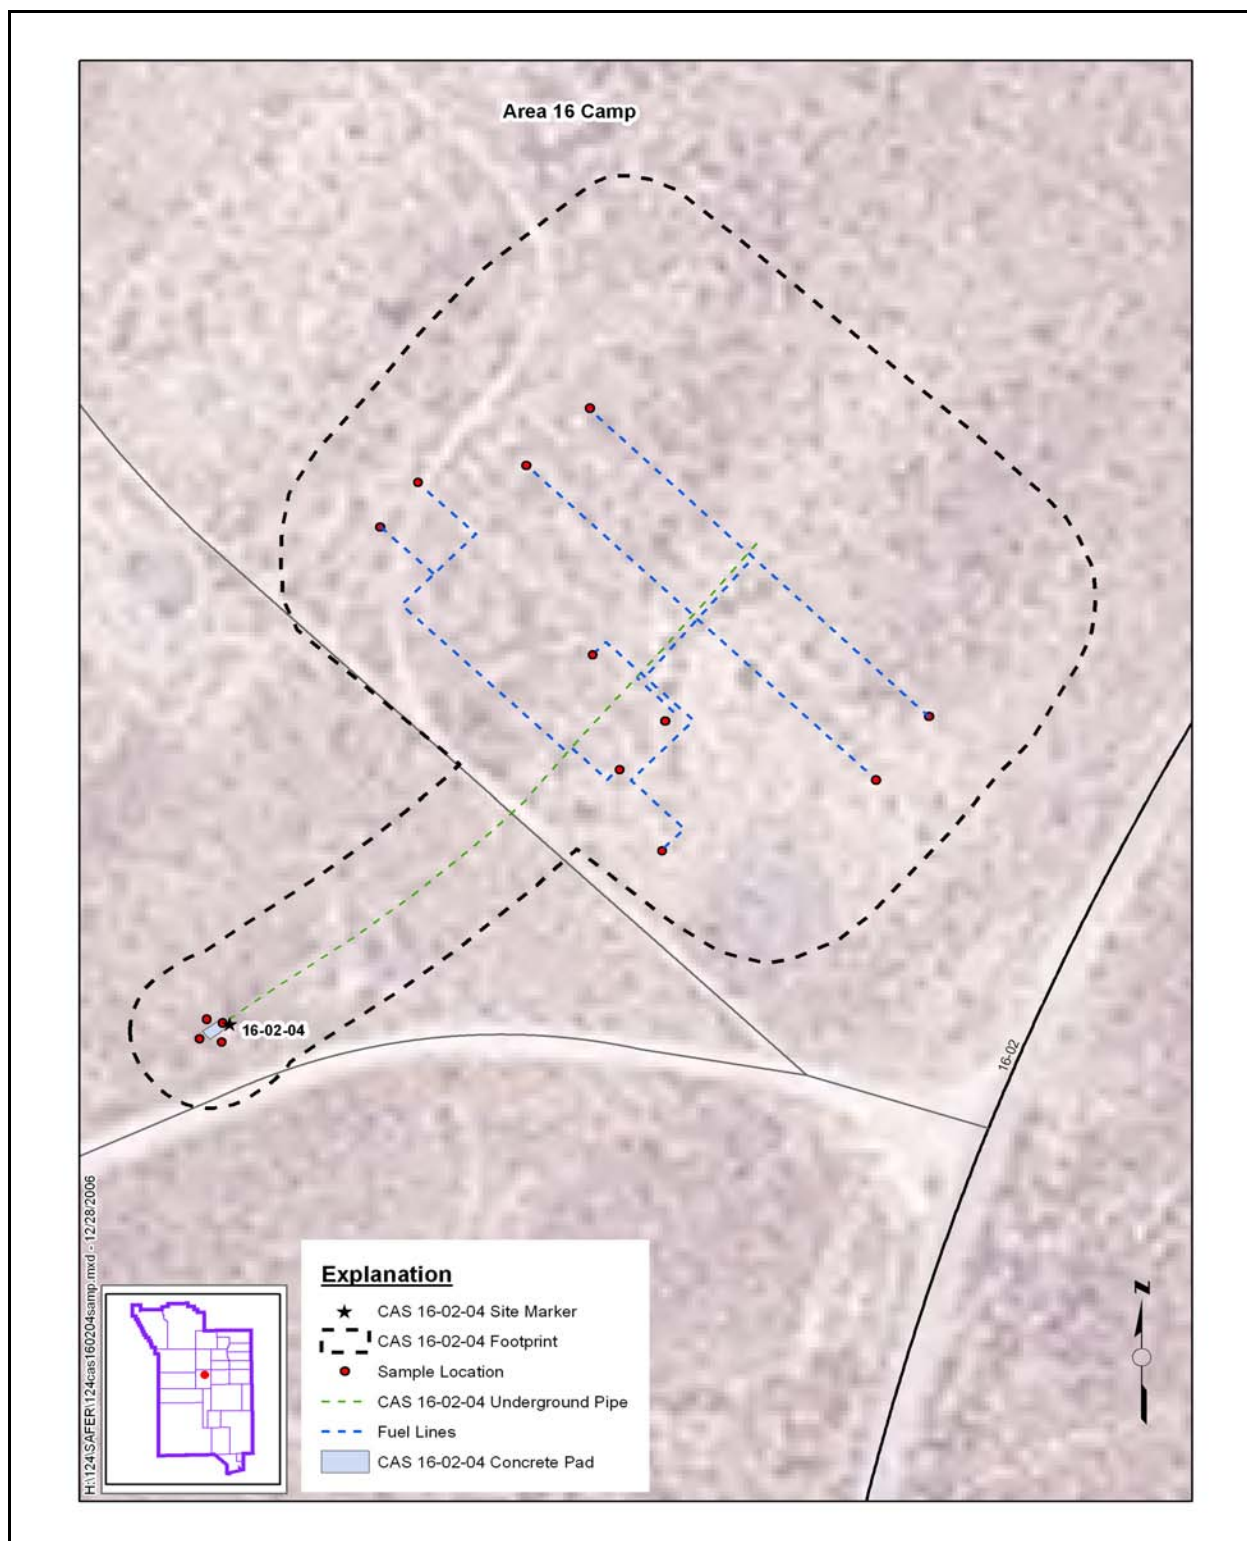 Area 16 Camp
16-02-04
16-02
H:\124\SAFER\124cas160204samp.mxd - 12/28/2006
Explanation
CAS 16-02-04 Site Marker
CAS 16-02-04 Footprint
Sample Location
CAS 16-02-04 Underground Pipe
Fuel Lines
CAS 16-02-04 Concrete Pad
N